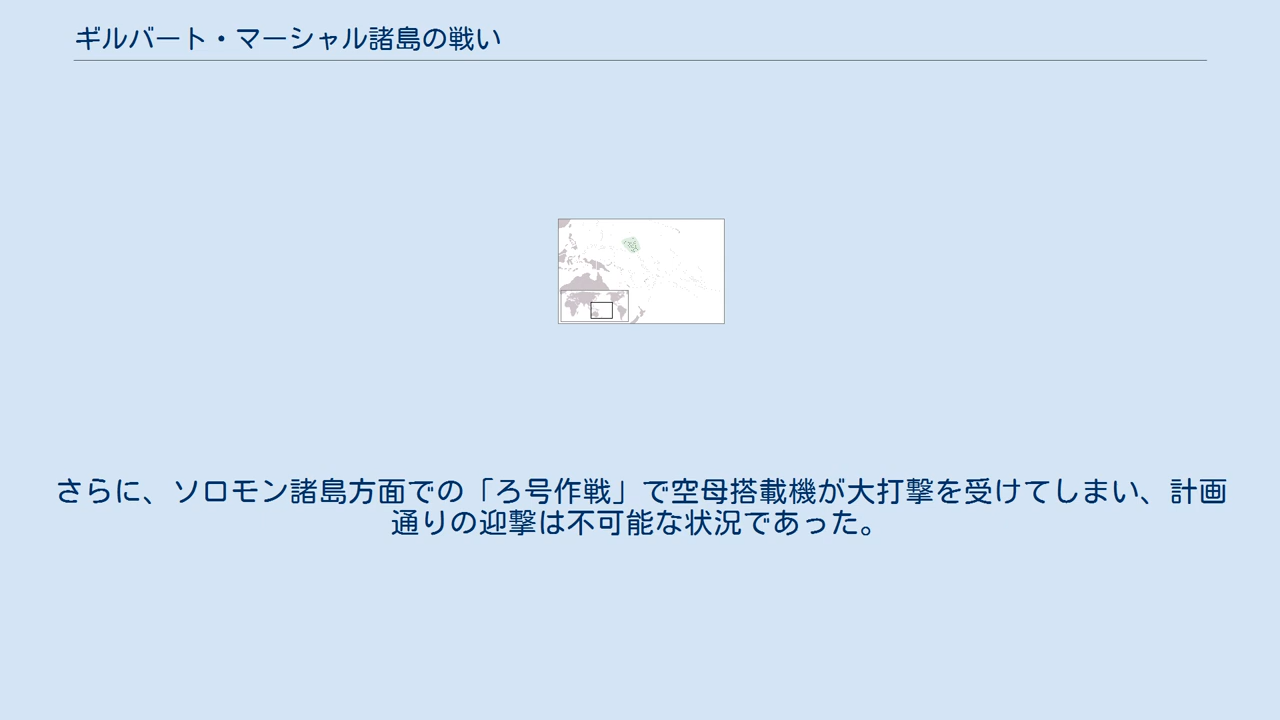 ギルバート・マーシャル諸島の戦い
さらに、ソロモン諸島方面での「ろ号作戦」で空母搭載機が大打撃を受けてしまい、計画
通りの迎撃は不可能な状況であった。